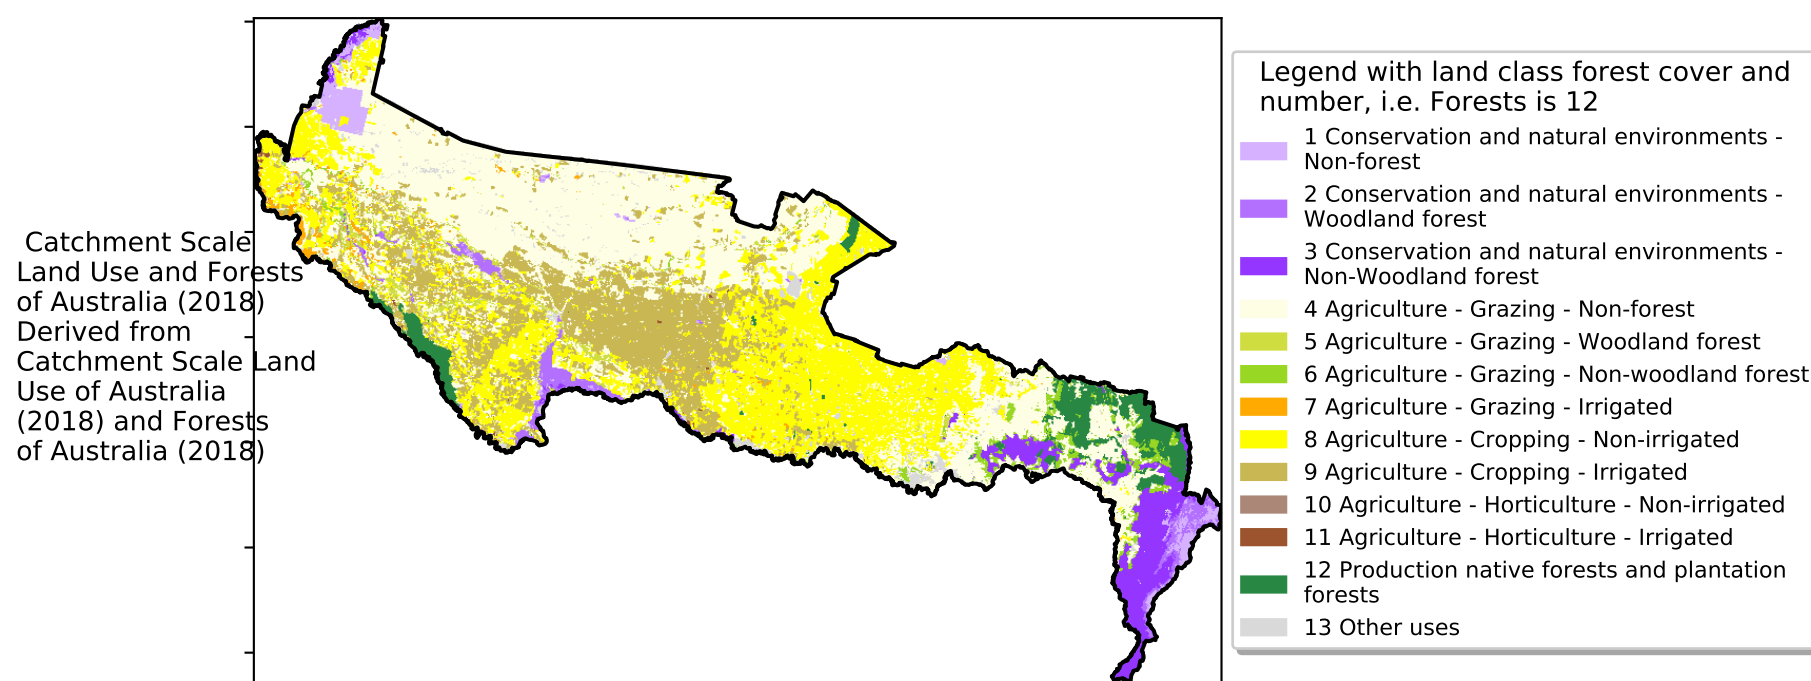 Catchment Scale
Land Use and Forests
of Australia (2018)
Derived from
Catchment Scale Land
Use of Australia
(2018) and Forests
of Australia (2018)
Legend with land class forest cover and
number, i.e. Forests is 12
1 Conservation and natural environments -
Non-forest
2 Conservation and natural environments -
Woodland forest
3 Conservation and natural environments -
Non-Woodland forest
4 Agriculture - Grazing - Non-forest
5 Agriculture - Grazing - Woodland forest
6 Agriculture - Grazing - Non-woodland forest
7 Agriculture - Grazing - Irrigated
8 Agriculture - Cropping - Non-irrigated
9 Agriculture - Cropping - Irrigated
10 Agriculture - Horticulture - Non-irrigated
11 Agriculture - Horticulture - Irrigated
12 Production native forests and plantation
forests
13 Other uses